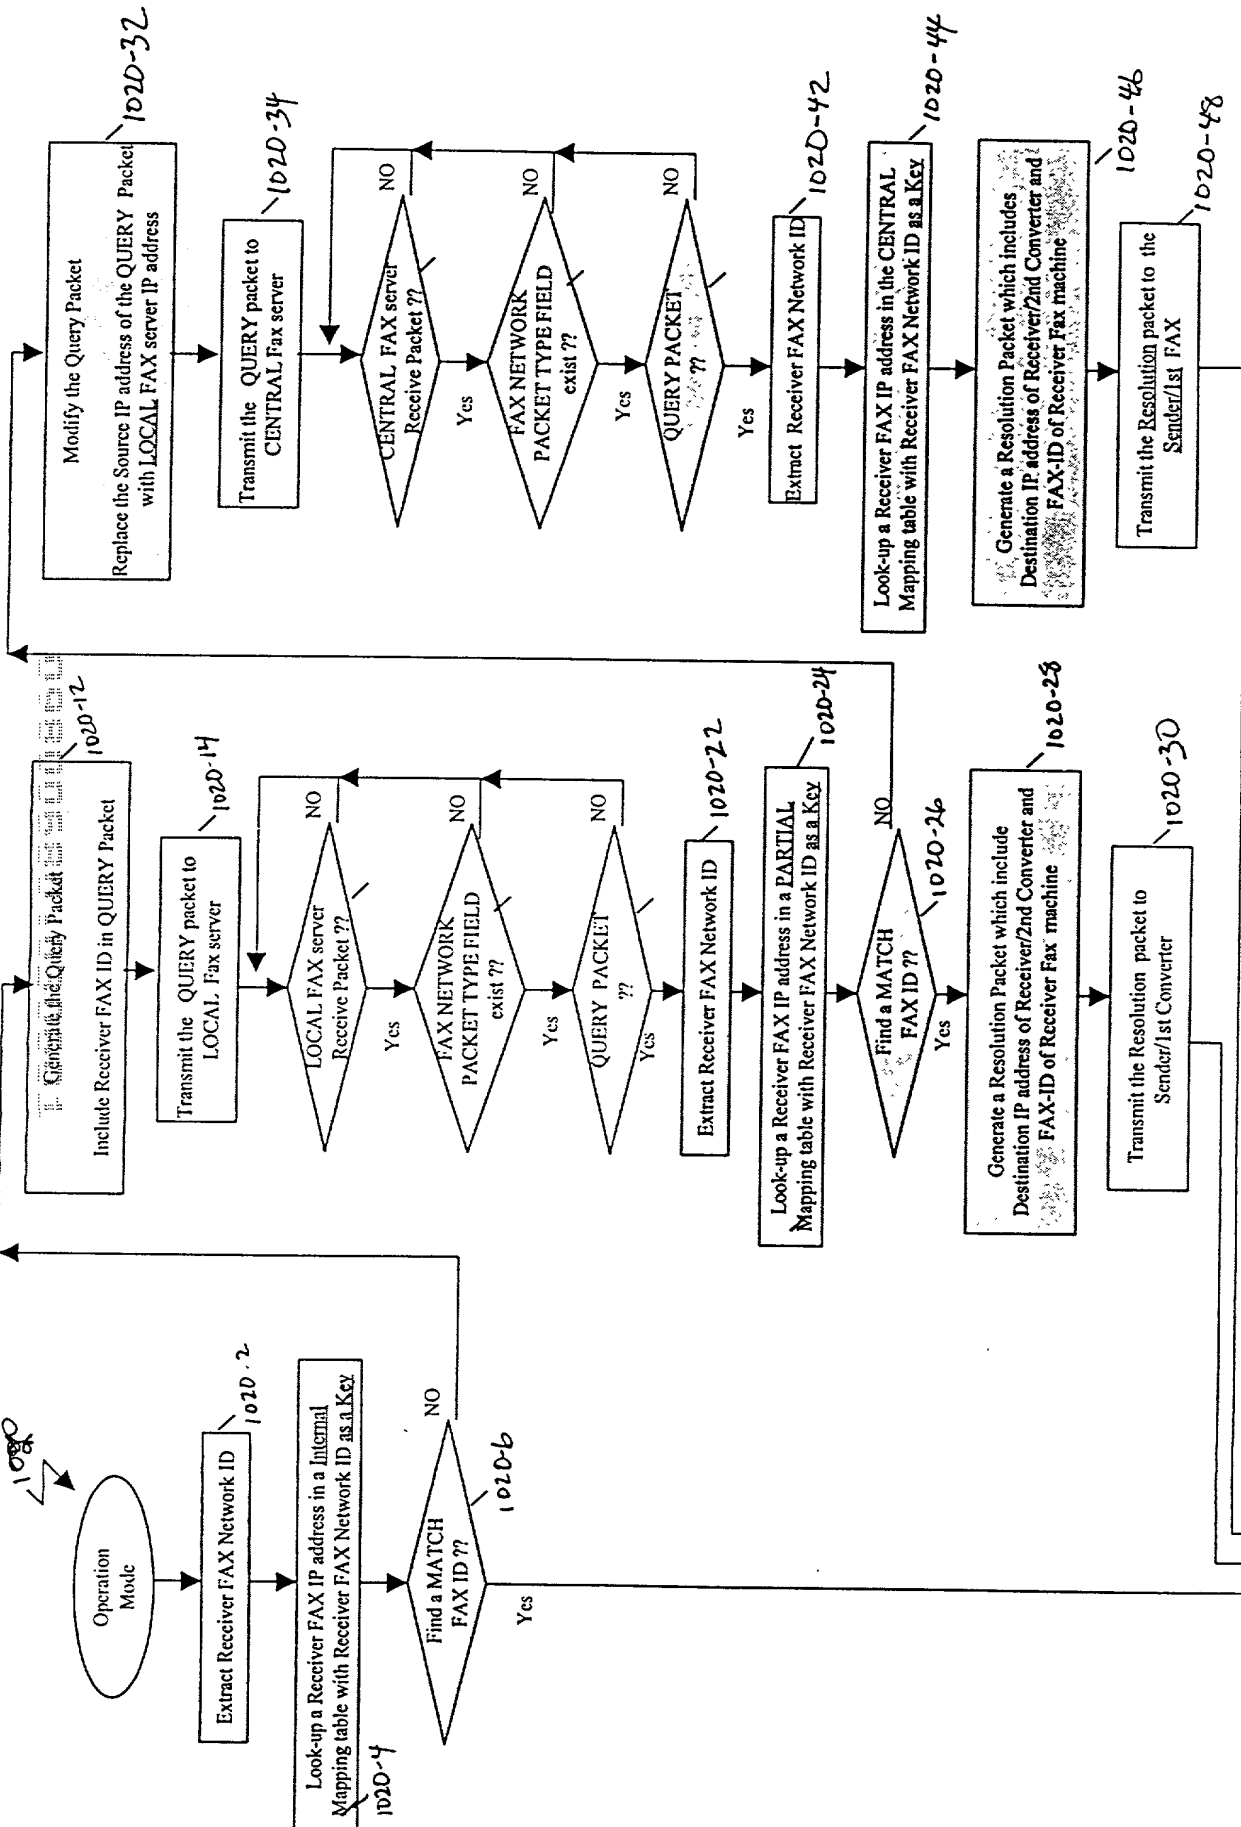 1020
Operation
Mode
Extract Receiver FAX Network ID
1020-2
Look-up a Receiver FAX IP address in a Internal
Mapping table with Receiver FAX Network ID as a Key
1020-4
Find a MATCH
FAX ID ??
1020-6
NO
Yes
Generate the Query Packet
Include Receiver FAX ID in QUERY Packet
1020-12
Transmit the QUERY packet to
LOCAL Fax server
1020-14
LOCAL FAX server
Receive Packet ??
NO
Yes
FAX NETWORK
PACKET TYPE FIELD
exist ??
NO
Yes
QUERY PACKET
??
NO
Yes
Extract Receiver FAX Network ID
1020-22
Look-up a Receiver FAX IP address in a PARTIAL
Mapping table with Receiver FAX Network ID as a Key
1020-24
Find a MATCH
FAX ID ??
1020-26
NO
Yes
Generate a Resolution Packet which include
Destination IP address of Receiver/2nd Converter and
FAX-ID of Receiver Fax machine
1020-28
Transmit the Resolution packet to
Sender/1st Converter
1020-30
Modify the Query Packet
Replace the Source IP address of the QUERY Packet
with LOCAL FAX server IP address
1020-32
Transmit the QUERY packet to
CENTRAL Fax server
1020-34
CENTRAL FAX server
Receive Packet ??
NO
Yes
FAX NETWORK
PACKET TYPE FIELD
exist ??
NO
Yes
QUERY PACKET
??
NO
Yes
Extract Receiver FAX Network ID
1020-42
Look-up a Receiver FAX IP address in the CENTRAL
Mapping table with Receiver FAX Network ID as a Key
1020-44
Generate a Resolution Packet which includes
Destination IP address of Receiver/2nd Converter and
FAX-ID of Receiver Fax machine
1020-46
Transmit the Resolution packet to the
Sender/1st FAX
1020-48